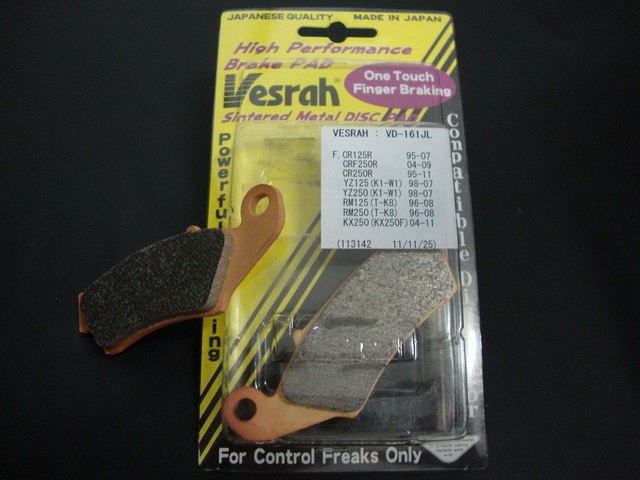 JAPANESE QUALITY MADE IN JAPAN
High Performance
Brake PAD
Vesrah®
One Touch
Finger Braking
Sintered Metal DISC PAD
VESRAH : VD-161JL
F. CR125R 95-07
CRF250R 04-09
CR250R 95-11
YZ125(K1-W1) 98-07
YZ250(K1-W1) 98-07
RM125(T-K8) 96-08
RM250(T-K8) 96-08
KX250(KX250F)04-11
(113142 11/11/25)
Powerful
ing
Compatible Di
or
For Control Freaks Only